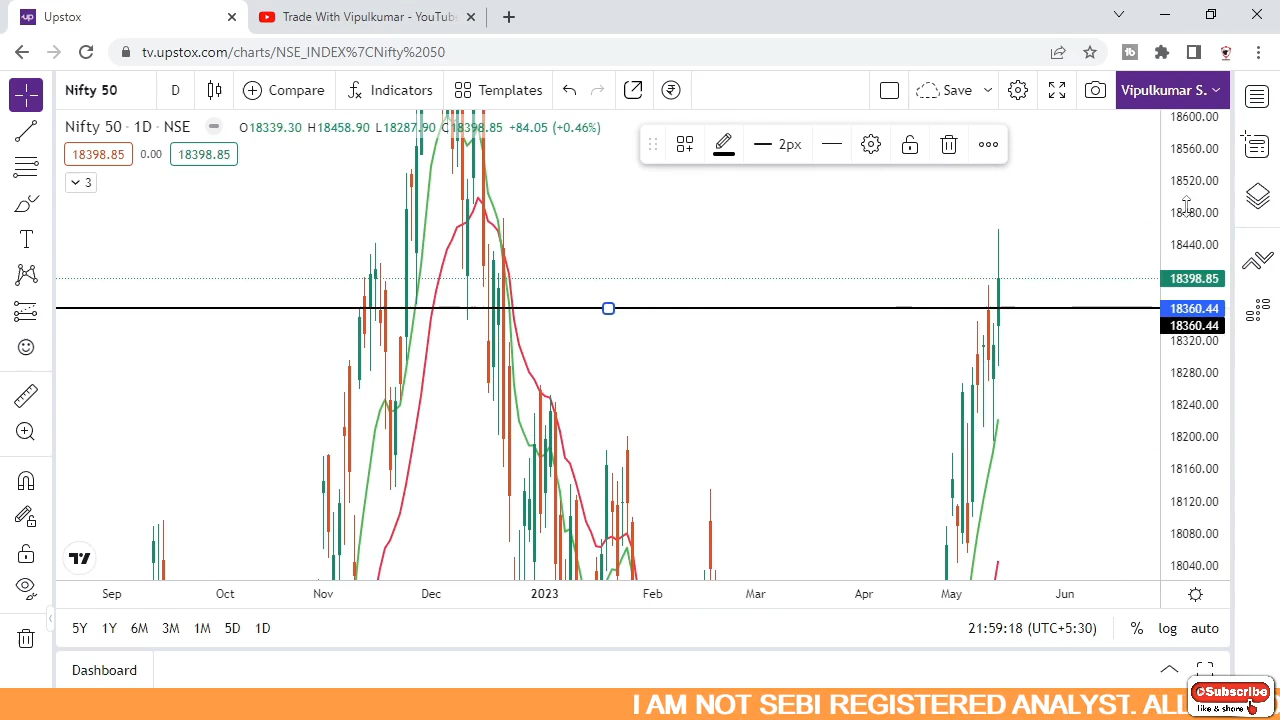 up Upstox
Trade With Vipulkumar - YouTube
tv.upstox.com/charts/NSE_INDEX%7CNifty%2050
Nifty 50 D Compare Indicators Templates Save Vipulkumar S.
Nifty 50 · 1D · NSE O18339.30 H18458.90 L18287.90 C18398.85 +84.05 (+0.46%)
18398.85 0.00 18398.85
3
2px
18600.00
18560.00
18520.00
18480.00
18440.00
18398.85
18360.44
18360.44
18320.00
18280.00
18240.00
18200.00
18160.00
18120.00
18080.00
18040.00
Sep Oct Nov Dec 2023 Feb Mar Apr May Jun
5Y 1Y 6M 3M 1M 5D 1D 21:59:18 (UTC+5:30) % log auto
Dashboard
I AM NOT SEBI REGISTERED ANALYST. ALL
Subscribe
like & share